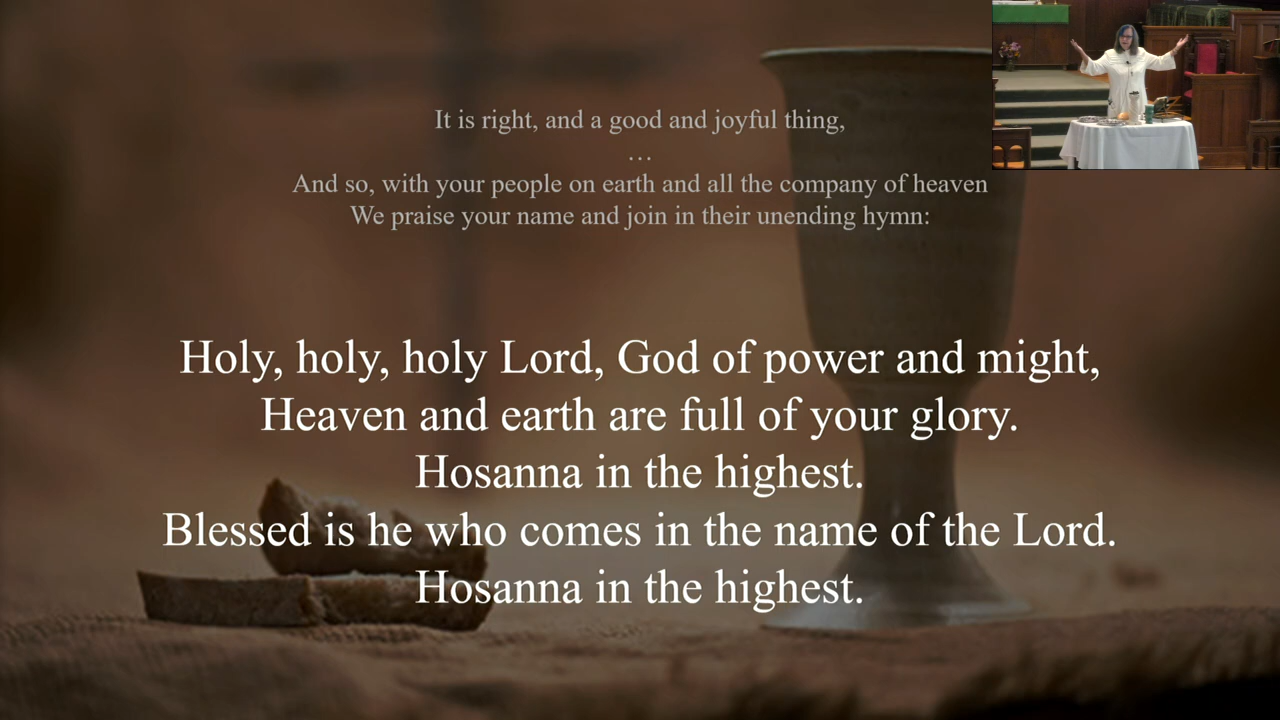 It is right, and a good and joyful thing,
…
And so, with your people on earth and all the company of heaven
We praise your name and join in their unending hymn:
Holy, holy, holy Lord, God of power and might,
Heaven and earth are full of your glory.
Hosanna in the highest.
Blessed is he who comes in the name of the Lord.
Hosanna in the highest.